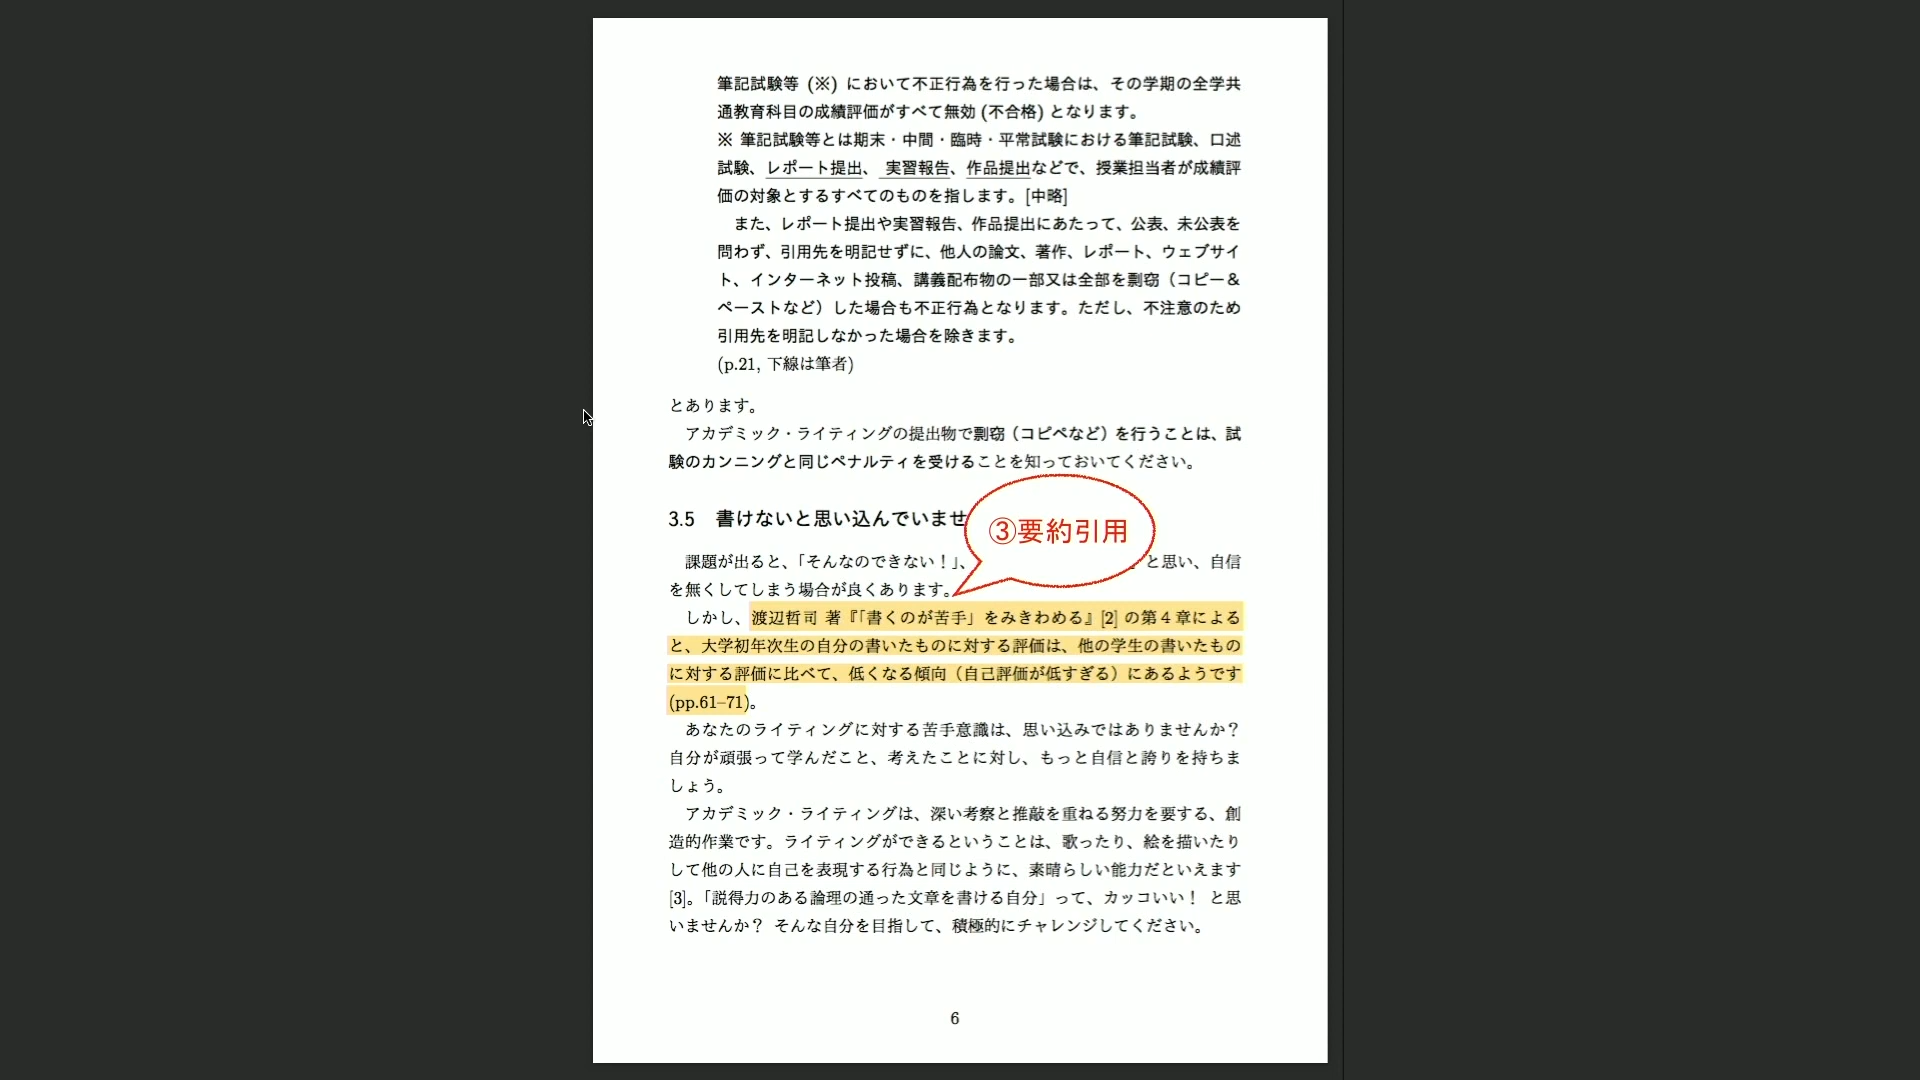 筆記試験等 (※) において不正行為を行った場合は、その学期の全学共
通教育科目の成績評価がすべて無効 (不合格) となります。
※ 筆記試験等とは期末・中間・臨時・平常試験における筆記試験、口述
試験、レポート提出、 実習報告、作品提出などで、授業担当者が成績評
価の対象とするすべてのものを指します。[中略]
また、レポート提出や実習報告、作品提出にあたって、公表、未公表を
問わず、引用先を明記せずに、他人の論文、著作、レポート、ウェブサイ
ト、インターネット投稿、講義配布物の一部又は全部を剽窃（コピー＆
ペーストなど）した場合も不正行為となります。ただし、不注意のため
引用先を明記しなかった場合を除きます。
(p.21, 下線は筆者)
とあります。
アカデミック・ライティングの提出物で剽窃（コピペなど）を行うことは、試
験のカンニングと同じペナルティを受けることを知っておいてください。
3.5 書けないと思い込んでいませ
③要約引用
課題が出ると、「そんなのできない！」、 」と思い、自信
を無くしてしまう場合が良くあります。
しかし、渡辺哲司 著『「書くのが苦手」をみきわめる』[2] の第４章による
と、大学初年次生の自分の書いたものに対する評価は、他の学生の書いたもの
に対する評価に比べて、低くなる傾向（自己評価が低すぎる）にあるようです
(pp.61–71)。
あなたのライティングに対する苦手意識は、思い込みではありませんか？
自分が頑張って学んだこと、考えたことに対し、もっと自信と誇りを持ちま
しょう。
アカデミック・ライティングは、深い考察と推敲を重ねる努力を要する、創
造的作業です。ライティングができるということは、歌ったり、絵を描いたり
して他の人に自己を表現する行為と同じように、素晴らしい能力だといえます
[3]。「説得力のある論理の通った文章を書ける自分」って、カッコいい！ と思
いませんか？ そんな自分を目指して、積極的にチャレンジしてください。
6